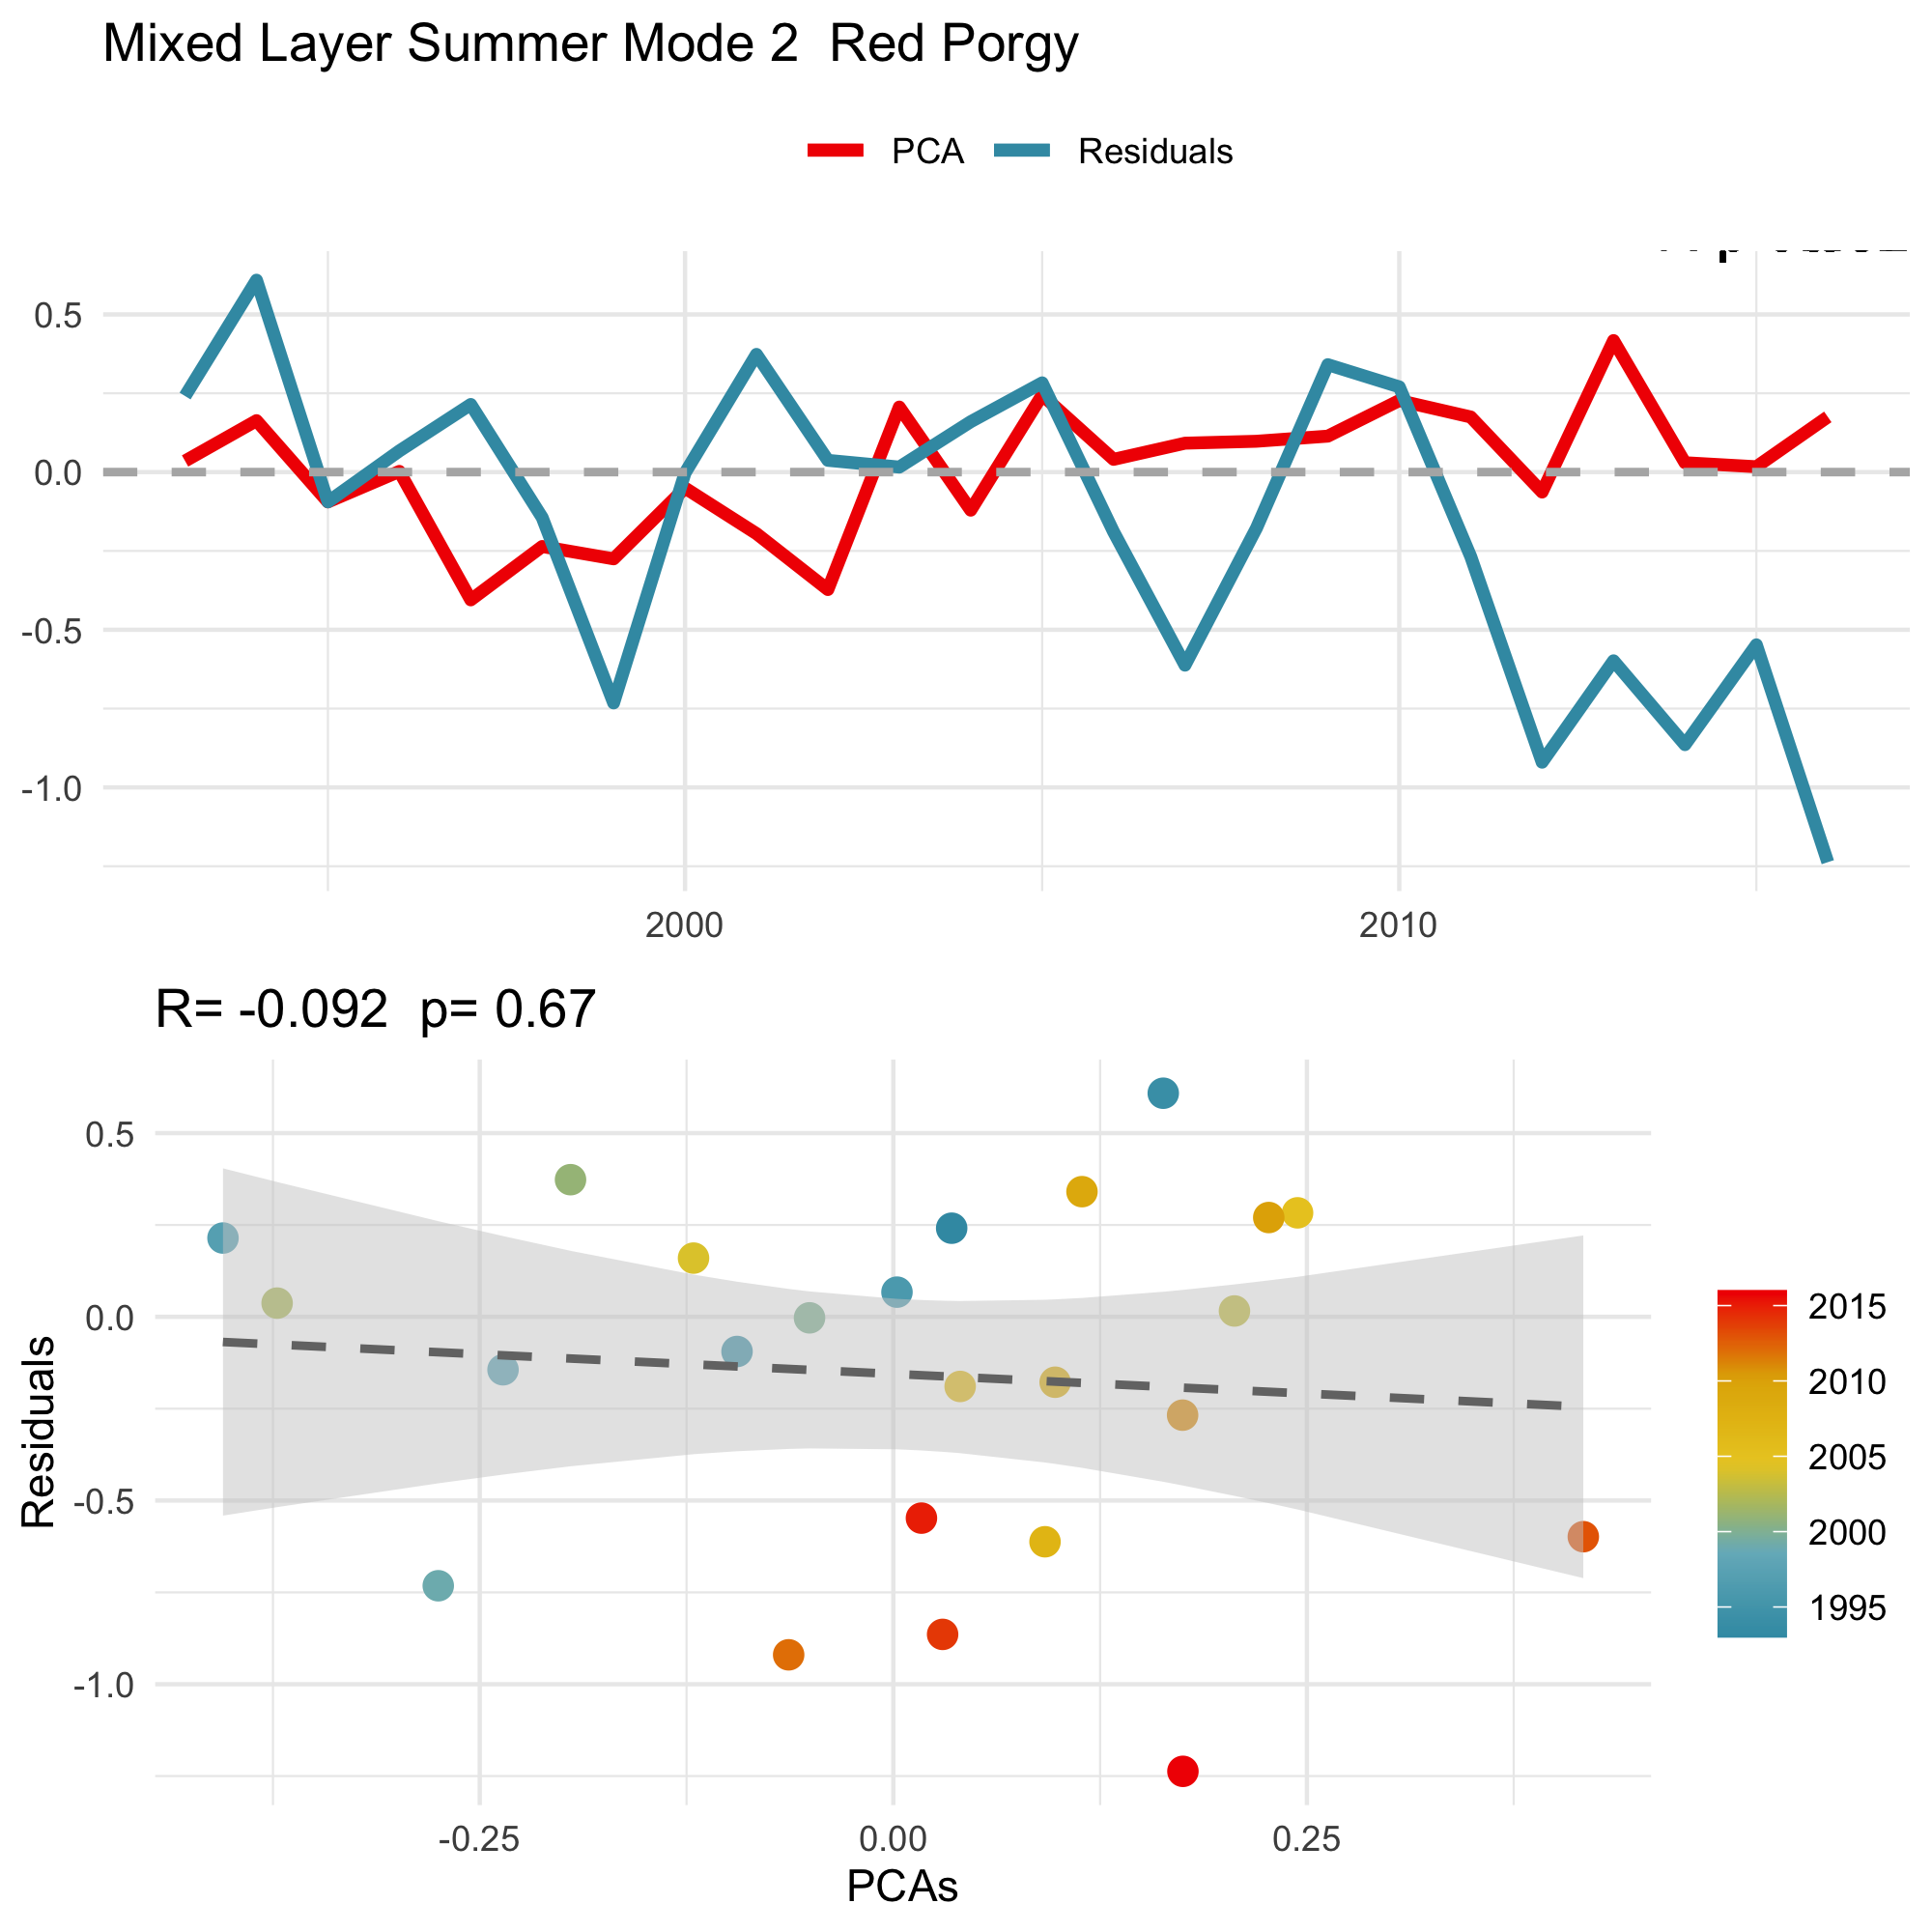 Mixed Layer Summer Mode 2  Red Porgy
PCA Residuals
0.5
0.0
-0.5
-1.0
2000 2010
R= -0.092  p= 0.67
Residuals
0.5
0.0
-0.5
-1.0
-0.25 0.00 0.25
PCAs
2015
2010
2005
2000
1995